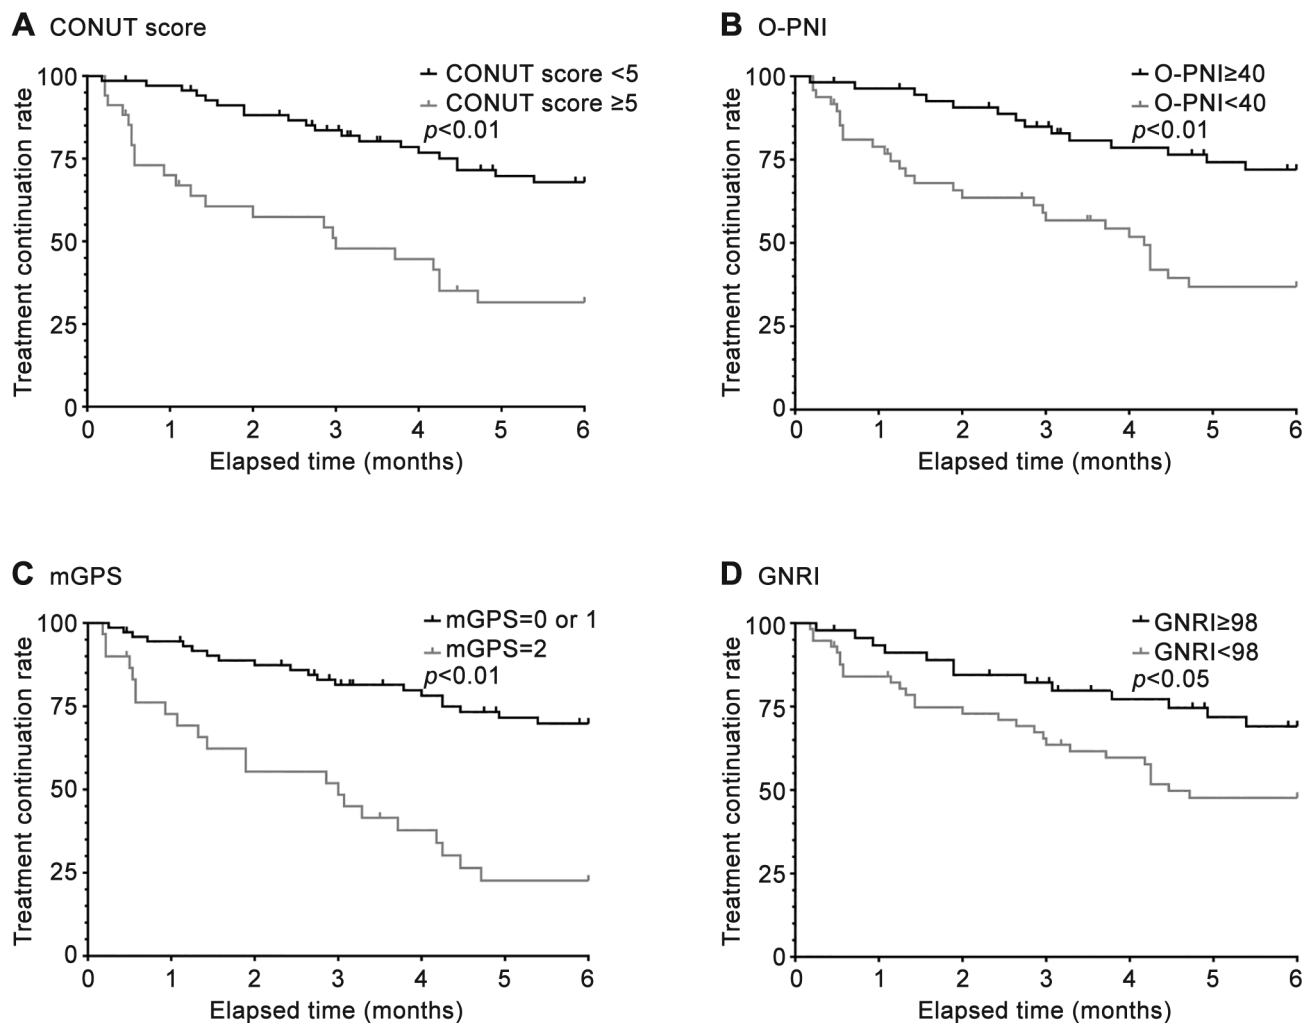 A CONUT score
CONUT score <5
CONUT score ≥5
p<0.01
Treatment continuation rate
100
75
50
25
0
0 1 2 3 4 5 6
Elapsed time (months)
B O-PNI
O-PNI≥40
O-PNI<40
p<0.01
Treatment continuation rate
100
75
50
25
0
0 1 2 3 4 5 6
Elapsed time (months)
C mGPS
mGPS=0 or 1
mGPS=2
p<0.01
Treatment continuation rate
100
75
50
25
0
0 1 2 3 4 5 6
Elapsed time (months)
D GNRI
GNRI≥98
GNRI<98
p<0.05
Treatment continuation rate
100
75
50
25
0
0 1 2 3 4 5 6
Elapsed time (months)